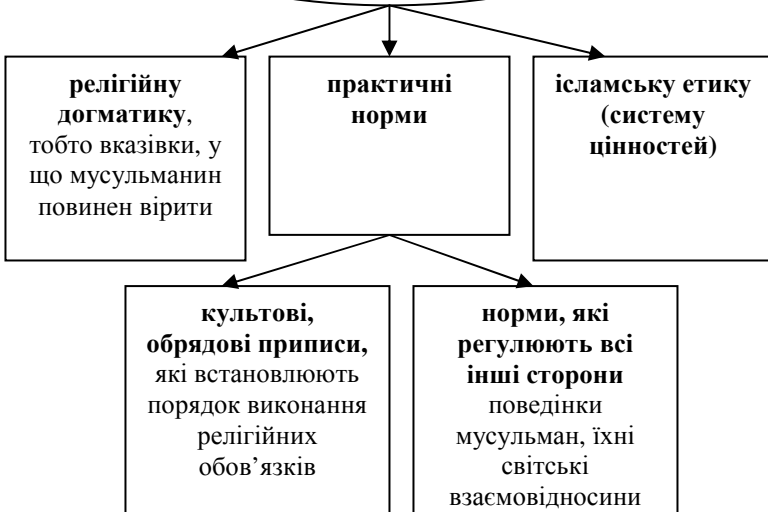 релігійну
догматику,
тобто вказівки, у
що мусульманин
повинен вірити
практичні
норми
ісламську етику
(систему
цінностей)
культові,
обрядові приписи,
які встановлюють
порядок виконання
релігійних
обов’язків
норми, які
регулюють всі
інші сторони
поведінки
мусульман, їхні
світські
взаємовідносини